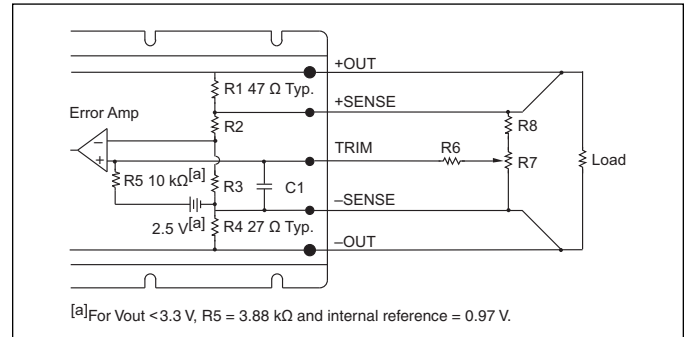 +OUT
R1 47 Ω Typ.
+SENSE
Error Amp
R2
R8
–
TRIM
R6
+
R7
Load
R5 10 kΩ[a]
R3
C1
–SENSE
2.5 V[a]
R4 27 Ω Typ.
–OUT
[a]For Vout <3.3 V, R5 = 3.88 kΩ and internal reference = 0.97 V.